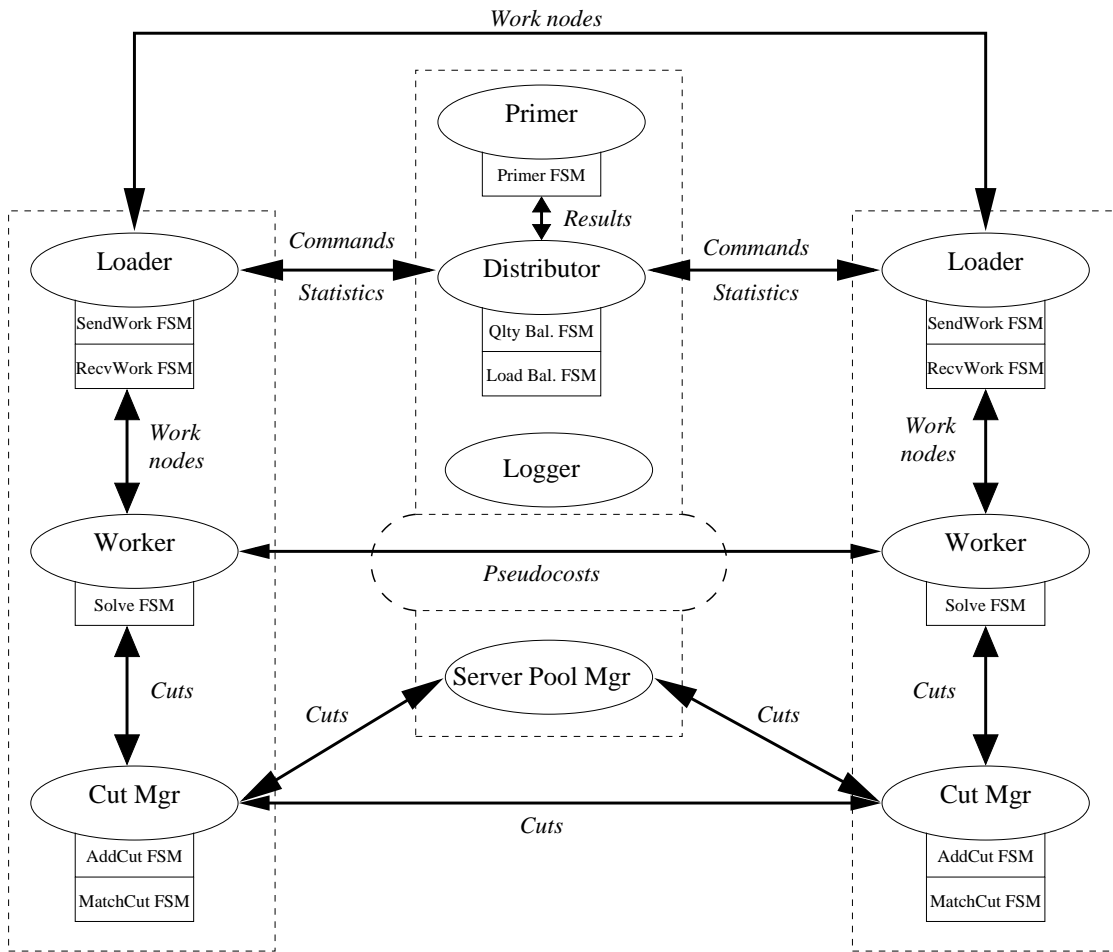 Work nodes
Primer
Primer FSM
Results
Loader
Commands
Distributor
Commands
Loader
Statistics
Statistics
SendWork FSM
Qlty Bal. FSM
SendWork FSM
RecvWork FSM
Load Bal. FSM
RecvWork FSM
Work
nodes
Work
nodes
Logger
Worker
Worker
Pseudocosts
Solve FSM
Solve FSM
Server Pool Mgr
Cuts
Cuts
Cuts
Cuts
Cut Mgr
Cut Mgr
Cuts
AddCut FSM
AddCut FSM
MatchCut FSM
MatchCut FSM